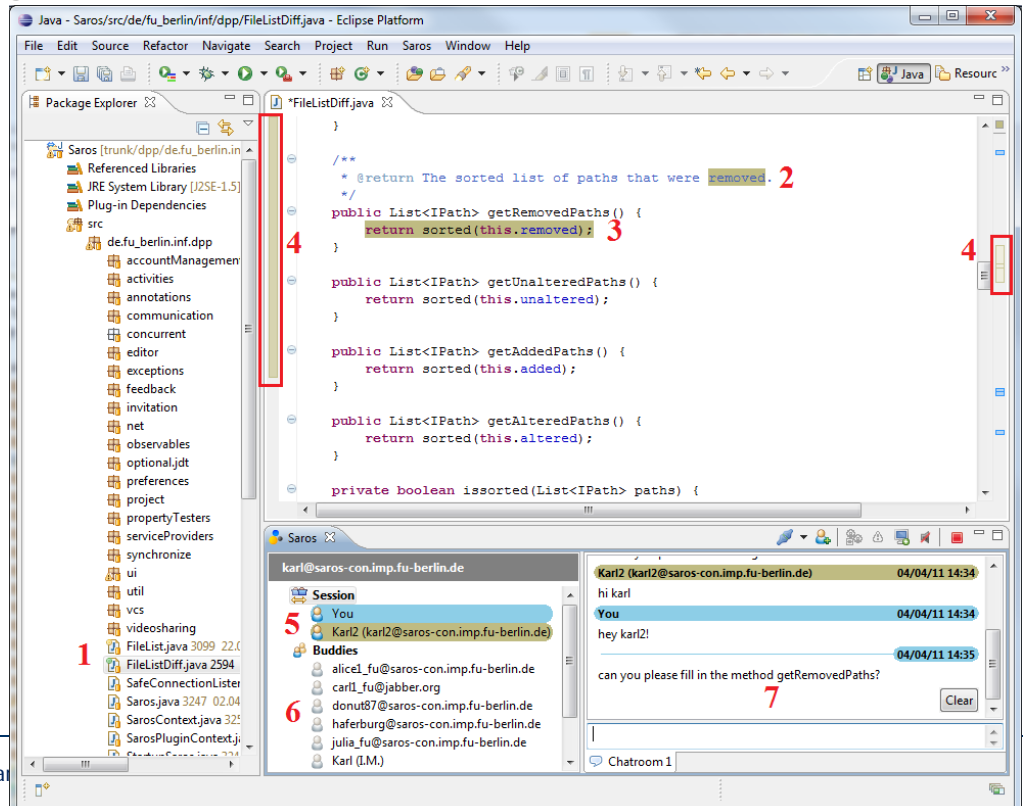 Java - Saros/src/de/fu_berlin/inf/dpp/FileListDiff.java - Eclipse Platform
File Edit Source Refactor Navigate Search Project Run Saros Window Help
Java Resourc
Package Explorer
Saros [trunk/dpp/de.fu_berlin.in
Referenced Libraries
JRE System Library [J2SE-1.5]
Plug-in Dependencies
src
de.fu_berlin.inf.dpp
accountManagemen
activities
annotations
communication
concurrent
editor
exceptions
feedback
invitation
net
observables
optional.jdt
preferences
project
propertyTesters
serviceProviders
synchronize
ui
util
vcs
videosharing
1
FileList.java 3099 22.0
FileListDiff.java 2594
SafeConnectionLister
Saros.java 3247 02.04
SarosContext.java 325
SarosPluginContext.ja
*FileListDiff.java
}
/**
* @return The sorted list of paths that were removed. 2
*/
public List<IPath> getRemovedPaths() {
return sorted(this.removed); 3
}
4
4
public List<IPath> getUnalteredPaths() {
return sorted(this.unaltered);
}
public List<IPath> getAddedPaths() {
return sorted(this.added);
}
public List<IPath> getAlteredPaths() {
return sorted(this.altered);
}
private boolean issorted(List<IPath> paths) {
Saros
karl@saros-con.imp.fu-berlin.de
Session
5
You
Karl2 (karl2@saros-con.imp.fu-berlin.de)
Buddies
alice1_fu@saros-con.imp.fu-berlin.de
carl1_fu@jabber.org
6
donut87@saros-con.imp.fu-berlin.de
haferburg@saros-con.imp.fu-berlin.de
julia_fu@saros-con.imp.fu-berlin.de
Karl (I.M.)
Karl2 (karl2@saros-con.imp.fu-berlin.de) 04/04/11 14:34
hi karl
You 04/04/11 14:34
hey karl2!
04/04/11 14:35
can you please fill in the method getRemovedPaths?
7
Clear
Chatroom 1